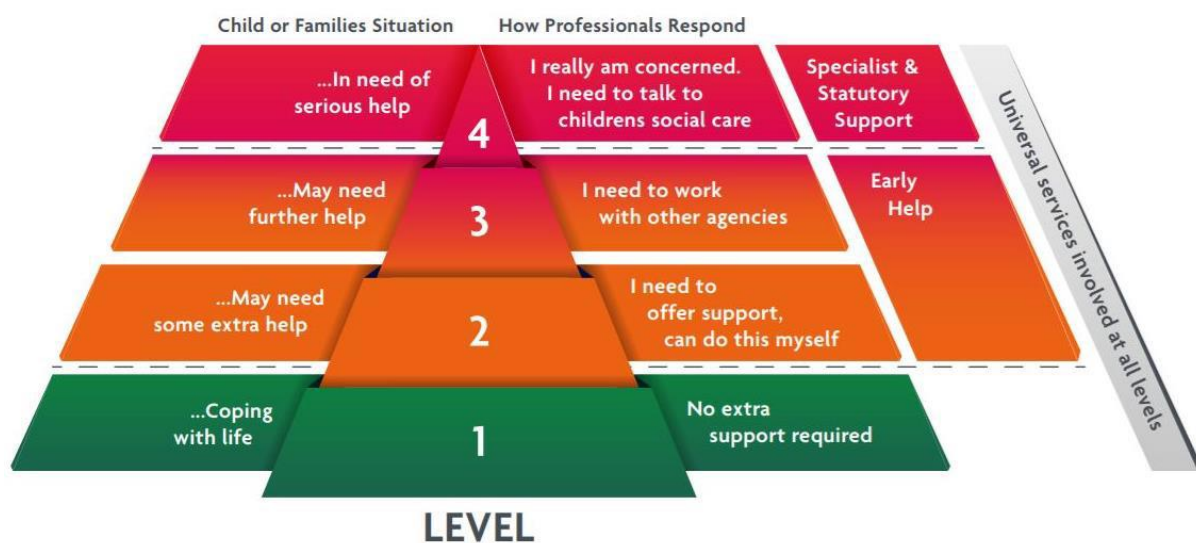 Child or Families Situation
How Professionals Respond
...In need of
serious help
4
I really am concerned.
I need to talk to
childrens social care
Specialist &
Statutory
Support
...May need
further help
3
I need to work
with other agencies
Early
Help
...May need
some extra help
2
I need to
offer support,
can do this myself
...Coping
with life
1
No extra
support required
Universal services involved at all levels
LEVEL